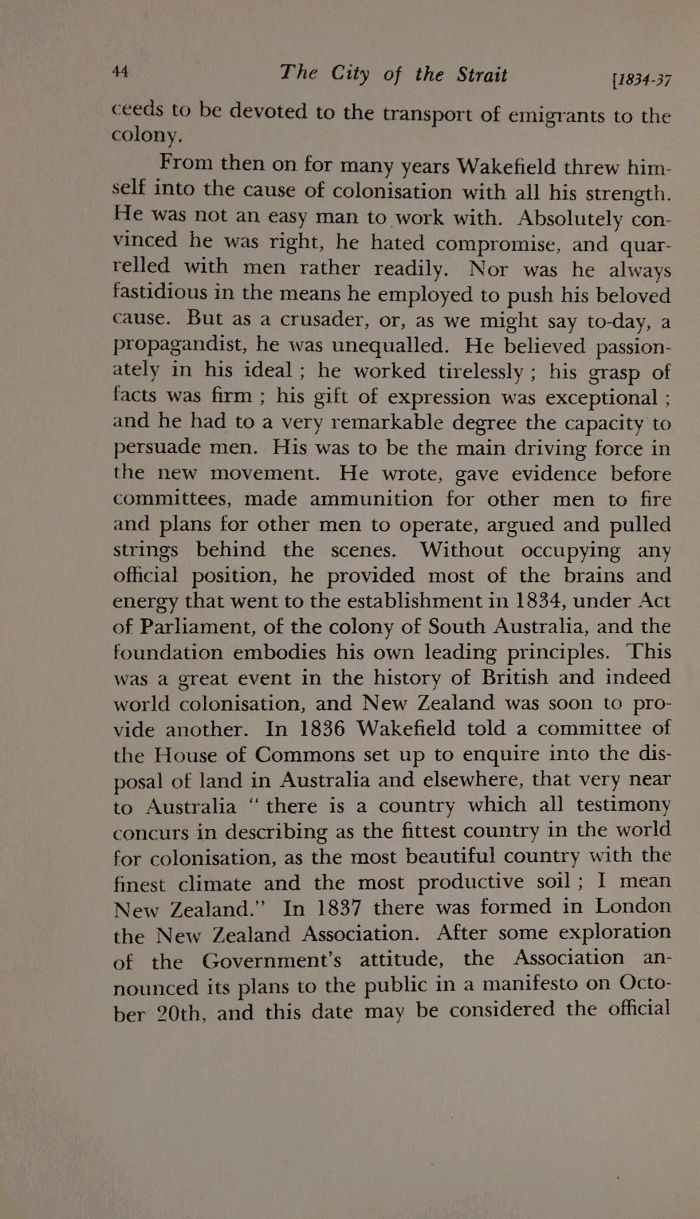 44 The City of the Strait [1834-37
ceeds to be devoted to the transport of emigrants to the
colony.
From then on for many years Wakefield threw him-
self into the cause of colonisation with all his strength.
He was not an easy man to work with. Absolutely con-
vinced he was right, he hated compromise, and quar-
relled with men rather readily. Nor was he always
fastidious in the means he employed to push his beloved
cause. But as a crusader, or, as we might say to-day, a
propagandist, he was unequalled. He believed passion-
ately in his ideal ; he worked tirelessly ; his grasp of
facts was firm ; his gift of expression was exceptional ;
and he had to a very remarkable degree the capacity to
persuade men. His was to be the main driving force in
the new movement. He wrote, gave evidence before
committees, made ammunition for other men to fire
and plans for other men to operate, argued and pulled
strings behind the scenes. Without occupying any
official position, he provided most of the brains and
energy that went to the establishment in 1834, under Act
of Parliament, of the colony of South Australia, and the
foundation embodies his own leading principles. This
was a great event in the history of British and indeed
world colonisation, and New Zealand was soon to pro-
vide another. In 1836 Wakefield told a committee of
the House of Commons set up to enquire into the dis-
posal of land in Australia and elsewhere, that very near
to Australia “ there is a country which all testimony
concurs in describing as the fittest country in the world
for colonisation, as the most beautiful country with the
finest climate and the most productive soil ; I mean
New Zealand.” In 1837 there was formed in London
the New Zealand Association. After some exploration
of the Government’s attitude, the Association an-
nounced its plans to the public in a manifesto on Octo-
ber 20th, and this date may be considered the official